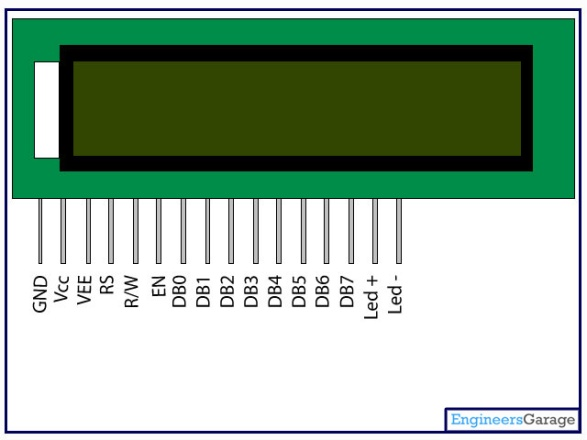 GND
Vcc
VEE
RS
R/W
EN
DB0
DB1
DB2
DB3
DB4
DB5
DB6
DB7
Led +
Led -
EngineersGarage